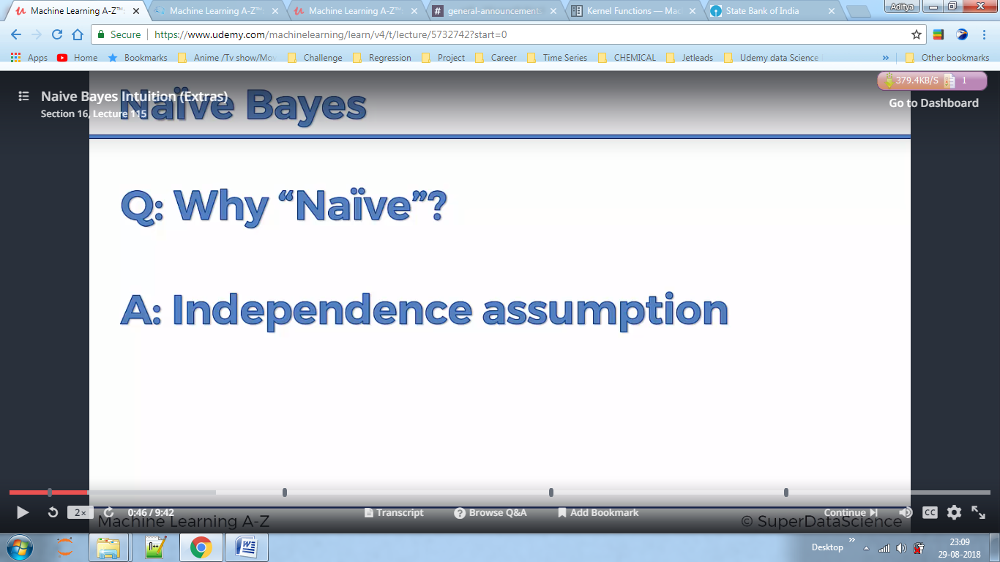 Machine Learning A-Z™:
Machine Learning A-Z™:
Machine Learning A-Z™:
general-announcements
Kernel Functions — Mac
State Bank of India
Aditya
Secure
https://www.udemy.com/machinelearning/learn/v4/t/lecture/5732742?start=0
Apps
Home
Bookmarks
Anime /Tv show/Mov
Challenge
Regression
Project
Career
Time Series
CHEMICAL
Jetleads
Udemy data Science
»
Other bookmarks
379.4KB/S 1
Naive Bayes Intuition (Extras)
Section 16, Lecture 115
Go to Dashboard
Naïve Bayes
Q: Why “Naïve”?
A: Independence assumption
2×
0:46 / 9:42
Transcript
Browse Q&A
Add Bookmark
Continue
CC
Machine Learning A-Z
© SuperDataScience
N++
W
Desktop
»
23:09
29-08-2018